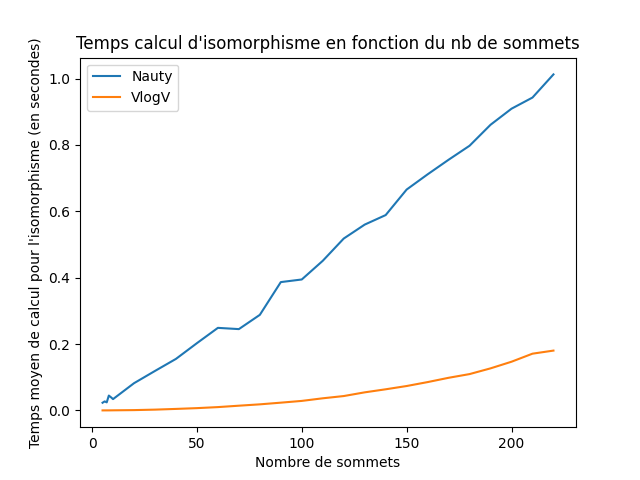 Temps calcul d'isomorphisme en fonction du nb de sommets
Temps moyen de calcul pour l'isomorphisme (en secondes)
1.0
0.8
0.6
0.4
0.2
0.0
Nauty
VlogV
0
50
100
150
200
Nombre de sommets